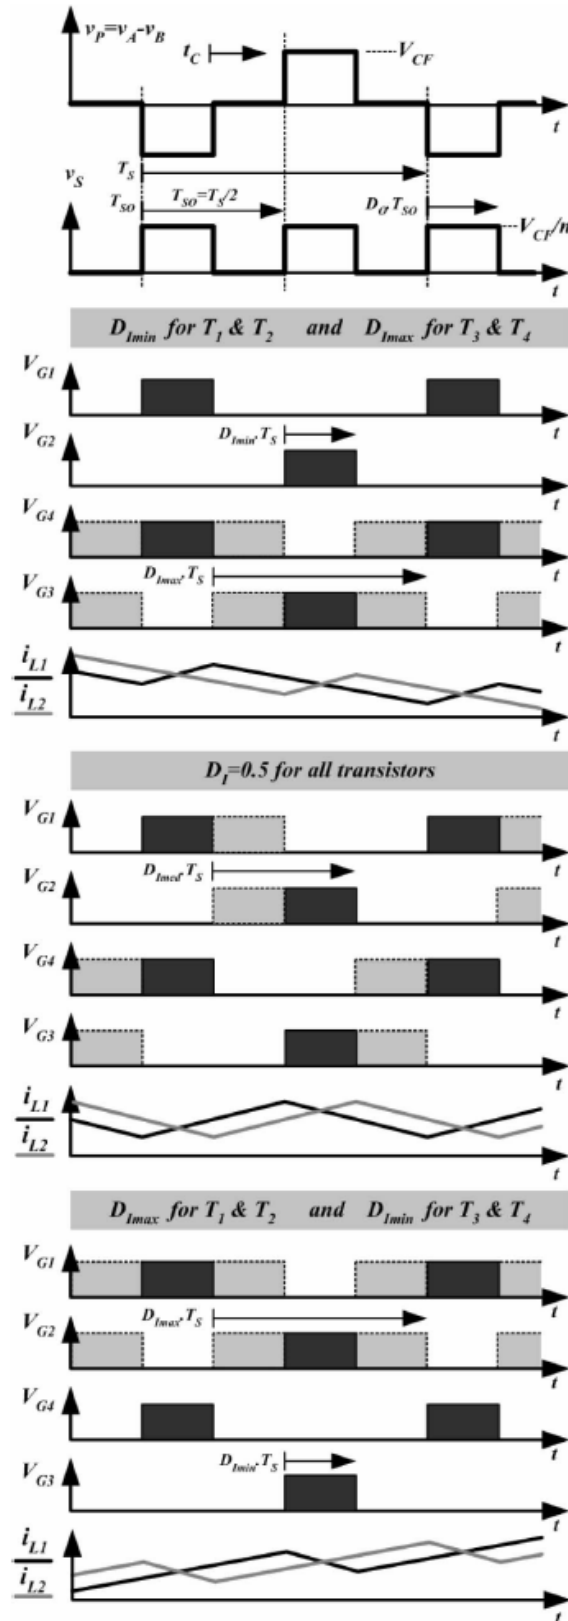 v_P=v_A-v_B
t_C
V_CF
t
T_S
v_S
T_SO
T_SO=T_S/2
D_O.T_SO
V_CF/n
t
D_Imin for T_1 & T_2 and D_Imax for T_3 & T_4
V_G1
t
V_G2
D_Imin.T_S
t
V_G4
t
V_G3
D_Imax.T_S
t
i_L1
i_L2
t
D_I=0.5 for all transistors
V_G1
t
V_G2
D_Imed.T_S
t
V_G4
t
V_G3
t
i_L1
i_L2
t
D_Imax for T_1 & T_2 and D_Imin for T_3 & T_4
V_G1
t
V_G2
D_Imax.T_S
t
V_G4
t
V_G3
D_Imin.T_S
t
i_L1
i_L2
t